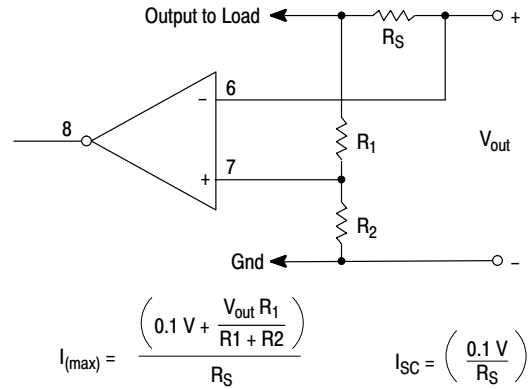 Output to Load
+
R_S
6
-
8
7
+
R_1
V_out
R_2
Gnd
-
I_(max) = (0.1 V + V_out R_1 / R1 + R2) / R_S
I_SC = (0.1 V / R_S)